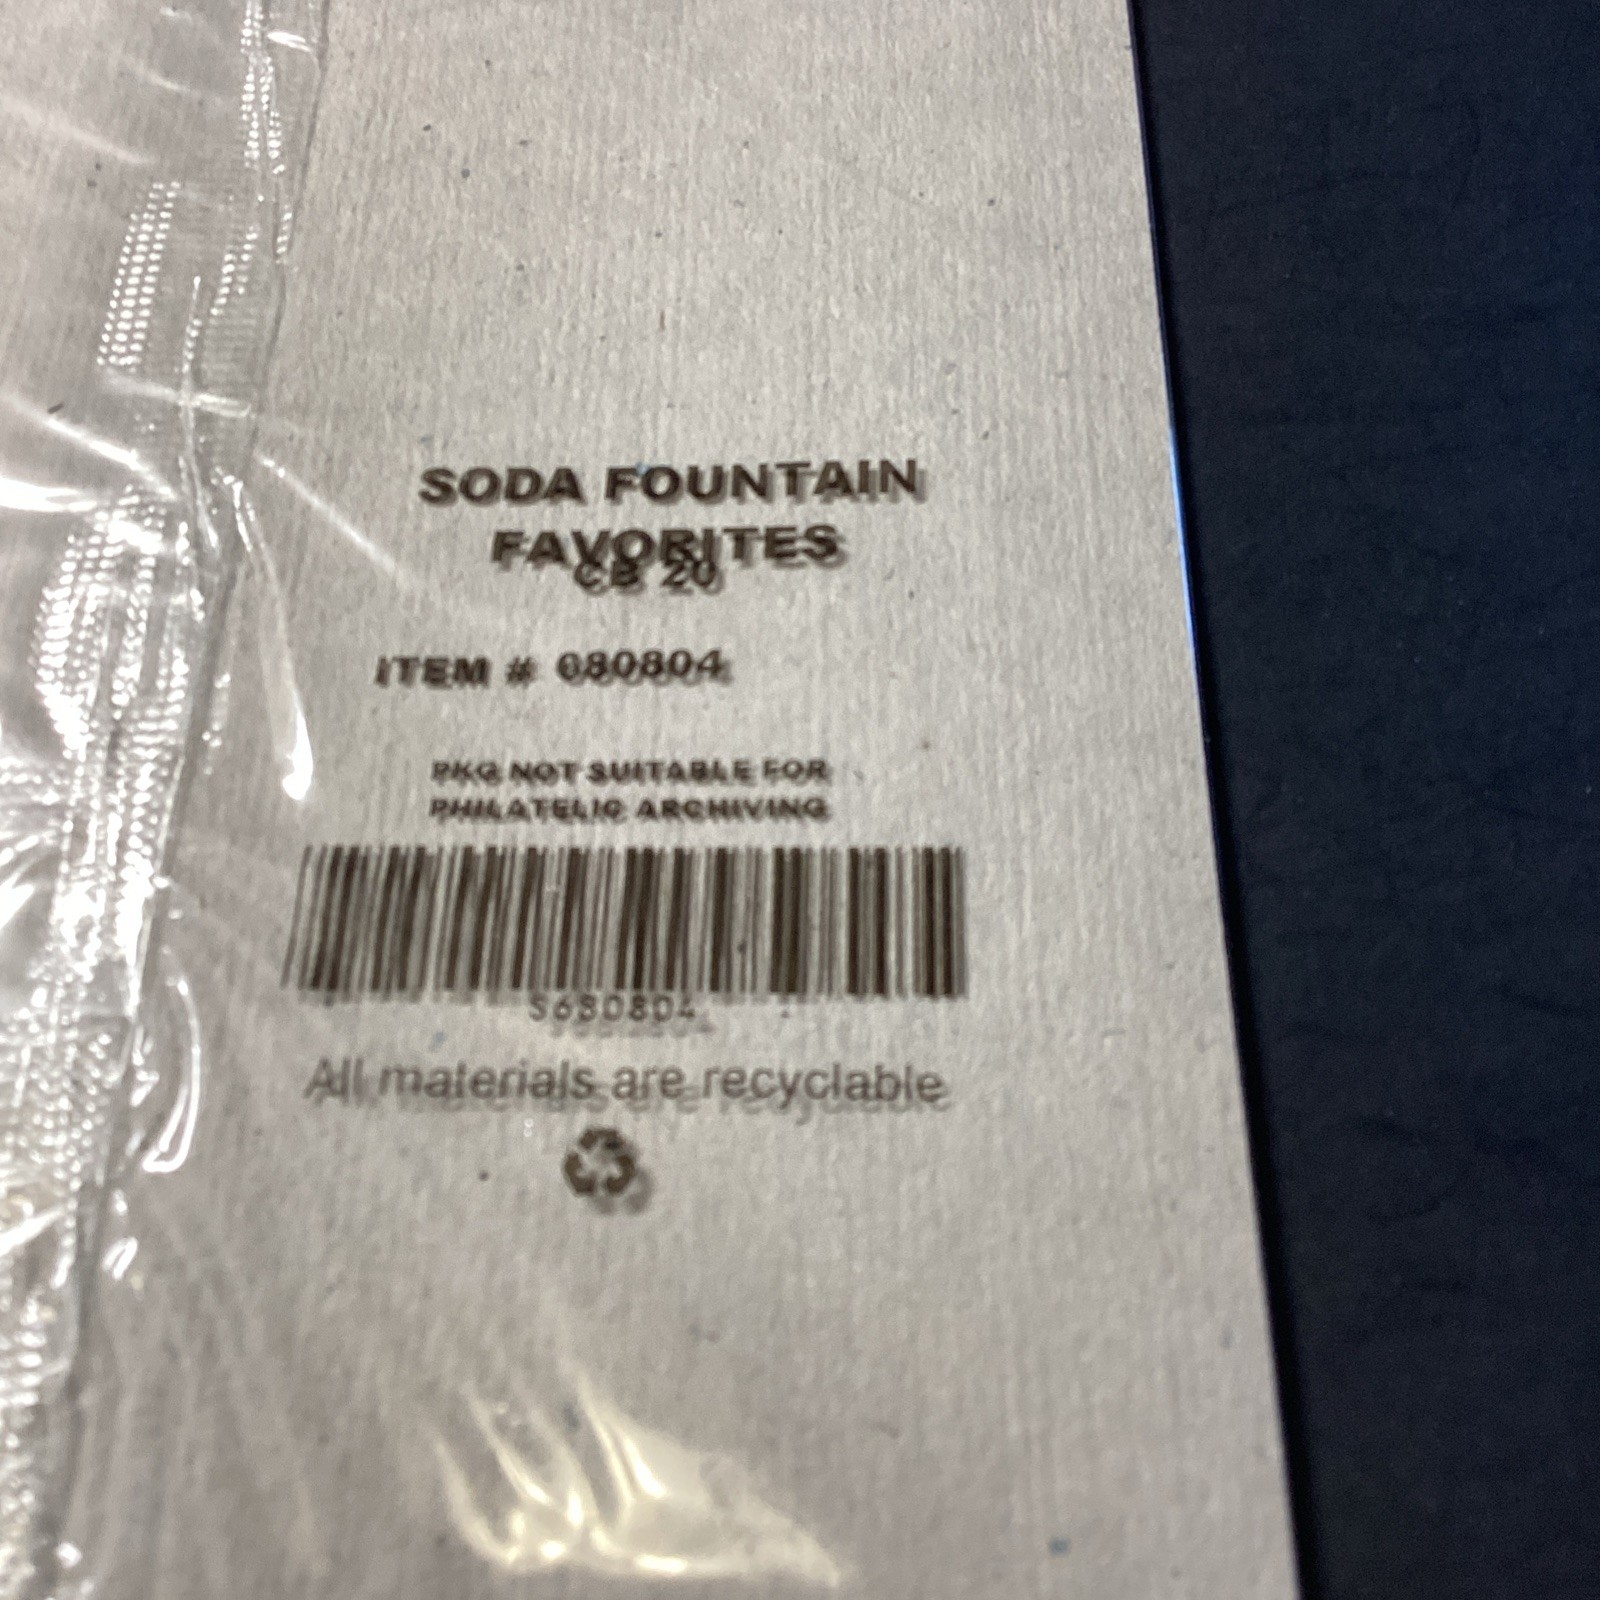 SODA FOUNTAIN
FAVORITES
CB 20
ITEM # 680804
PKG NOT SUITABLE FOR
PHILATELIC ARCHIVING
S680804
All materials are recyclable